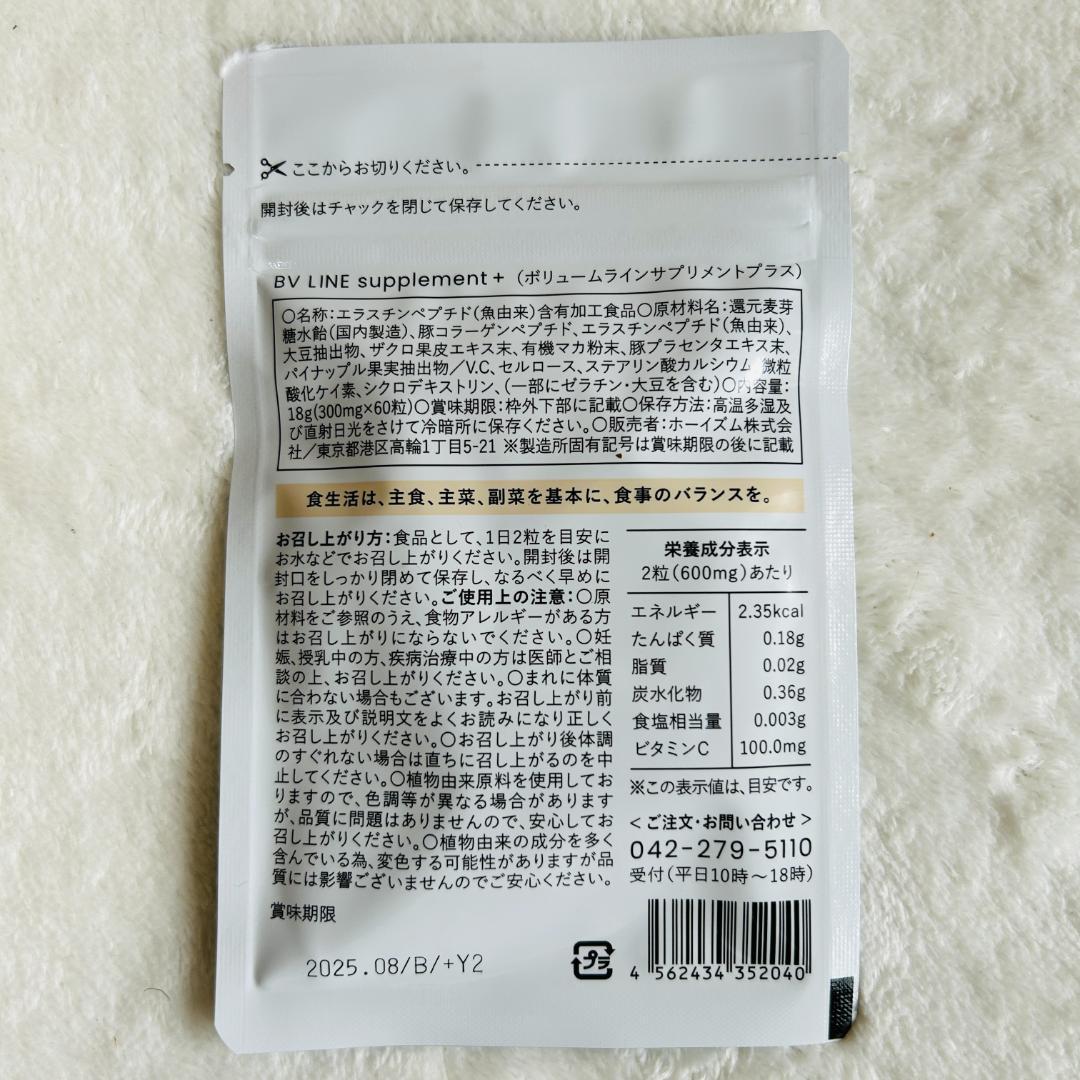 ここからお切りください。
開封後はチャックを閉じて保存してください。
BV LINE supplement+（ボリュームラインサプリメントプラス）
〇名称：エラスチンペプチド（魚由来）含有加工食品〇原材料名：還元麦芽
糖水飴（国内製造）、豚コラーゲンペプチド、エラスチンペプチド（魚由来）、
大豆抽出物、ザクロ果皮エキス末、有機マカ粉末、豚プラセンタエキス末、
パイナップル果実抽出物／V.C、セルロース、ステアリン酸カルシウム、微粒
酸化ケイ素、シクロデキストリン、（一部にゼラチン・大豆を含む）〇内容量：
18g（300mg×60粒）〇賞味期限：枠外下部に記載〇保存方法：高温多湿及
び直射日光をさけて冷暗所に保存ください。〇販売者：ホーイズム株式会
社／東京都港区高輪1丁目5-21 ※製造所固有記号は賞味期限の後に記載
食生活は、主食、主菜、副菜を基本に、食事のバランスを。
お召し上がり方：食品として、1日2粒を目安に
お水などでお召し上がりください。開封後は開
封口をしっかり閉めて保存し、なるべく早めに
お召し上がりください。ご使用上の注意：〇原
材料をご参照のうえ、食物アレルギーがある方
はお召し上がりにならないでください。〇妊
娠、授乳中の方、疾病治療中の方は医師とご相
談の上、お召し上がりください。〇まれに体質
に合わない場合もございます。お召し上がり前
に表示及び説明文をよくお読みになり正しく
お召し上がりください。〇お召し上がり後体調
のすぐれない場合は直ちに召し上がるのを中
止してください。〇植物由来原料を使用してお
りますので、色調等が異なる場合があります
が、品質に問題はありませんので、安心してお
召し上がりください。〇植物由来の成分を多く
含んでいる為、変色する可能性がありますが品
質には影響ございませんのでご安心ください。
賞味期限
2025.08/B/+Y2
栄養成分表示
2粒（600mg）あたり
エネルギー 2.35kcal
たんぱく質 0.18g
脂質 0.02g
炭水化物 0.36g
食塩相当量 0.003g
ビタミンC 100.0mg
※この表示値は、目安です。
＜ご注文・お問い合わせ＞
042-279-5110
受付（平日10時～18時）
プラ
4 562434 352040